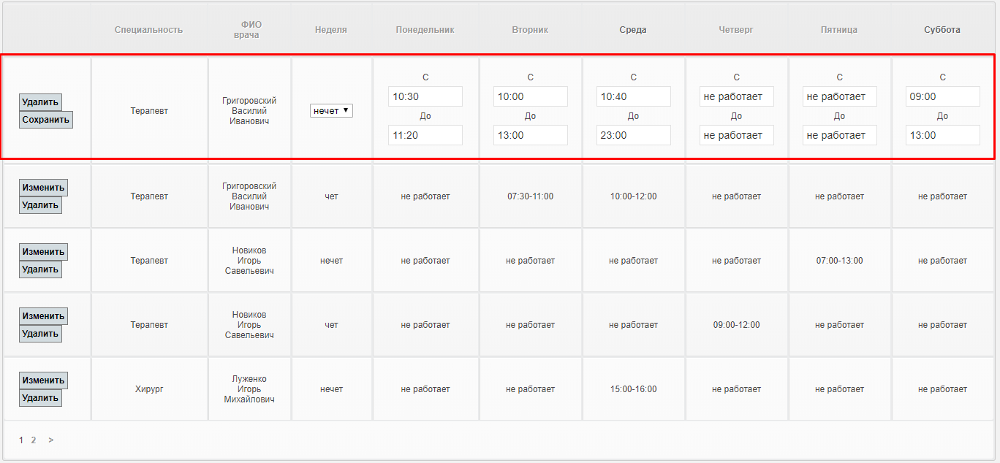 Специальность ФИО врача Неделя Понедельник Вторник Среда Четверг Пятница Суббота
Удалить
Сохранить
Терапевт
Григоровский
Василий
Иванович
нечет
С
10:30
До
11:20
С
10:00
До
13:00
С
10:40
До
23:00
С
не работает
До
не работает
С
не работает
До
не работает
С
09:00
До
13:00
Изменить
Удалить
Терапевт
Григоровский
Василий
Иванович
чет
не работает
07:30-11:00
10:00-12:00
не работает
не работает
не работает
Изменить
Удалить
Терапевт
Новиков
Игорь
Савельевич
нечет
не работает
не работает
не работает
не работает
07:00-13:00
не работает
Изменить
Удалить
Терапевт
Новиков
Игорь
Савельевич
чет
не работает
не работает
не работает
09:00-12:00
не работает
не работает
Изменить
Удалить
Хирург
Луженко
Игорь
Михайлович
нечет
не работает
не работает
15:00-16:00
не работает
не работает
не работает
1 2 >